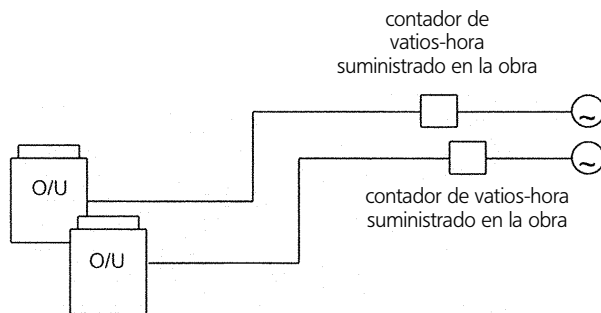 contador de
vatios-hora
suministrado en la obra
~
~
O/U
contador de vatios-hora
suministrado en la obra
O/U